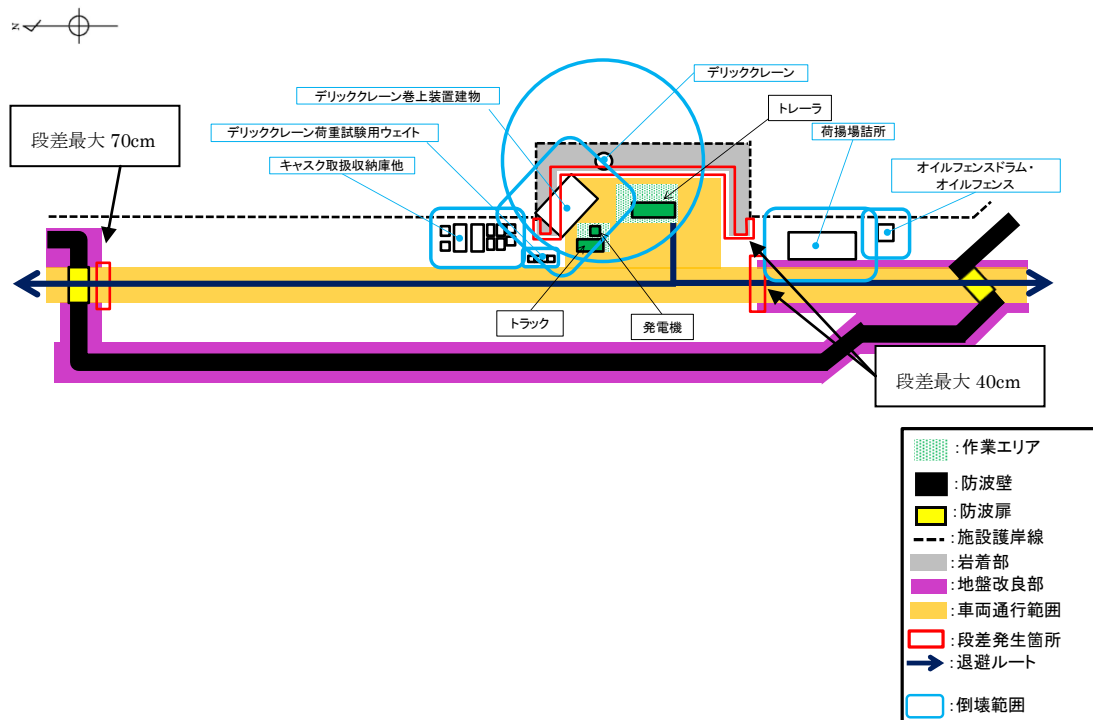 N
デリッククレーン
デリッククレーン巻上装置建物
トレーラ
段差最大 70cm
デリッククレーン荷重試験用ウェイト
荷揚場詰所
キャスク取扱収納庫他
オイルフェンスドラム・
オイルフェンス
トラック
発電機
段差最大 40cm
:作業エリア
:防波壁
:防波扉
:施設護岸線
:岩着部
:地盤改良部
:車両通行範囲
:段差発生箇所
:退避ルート
:倒壊範囲